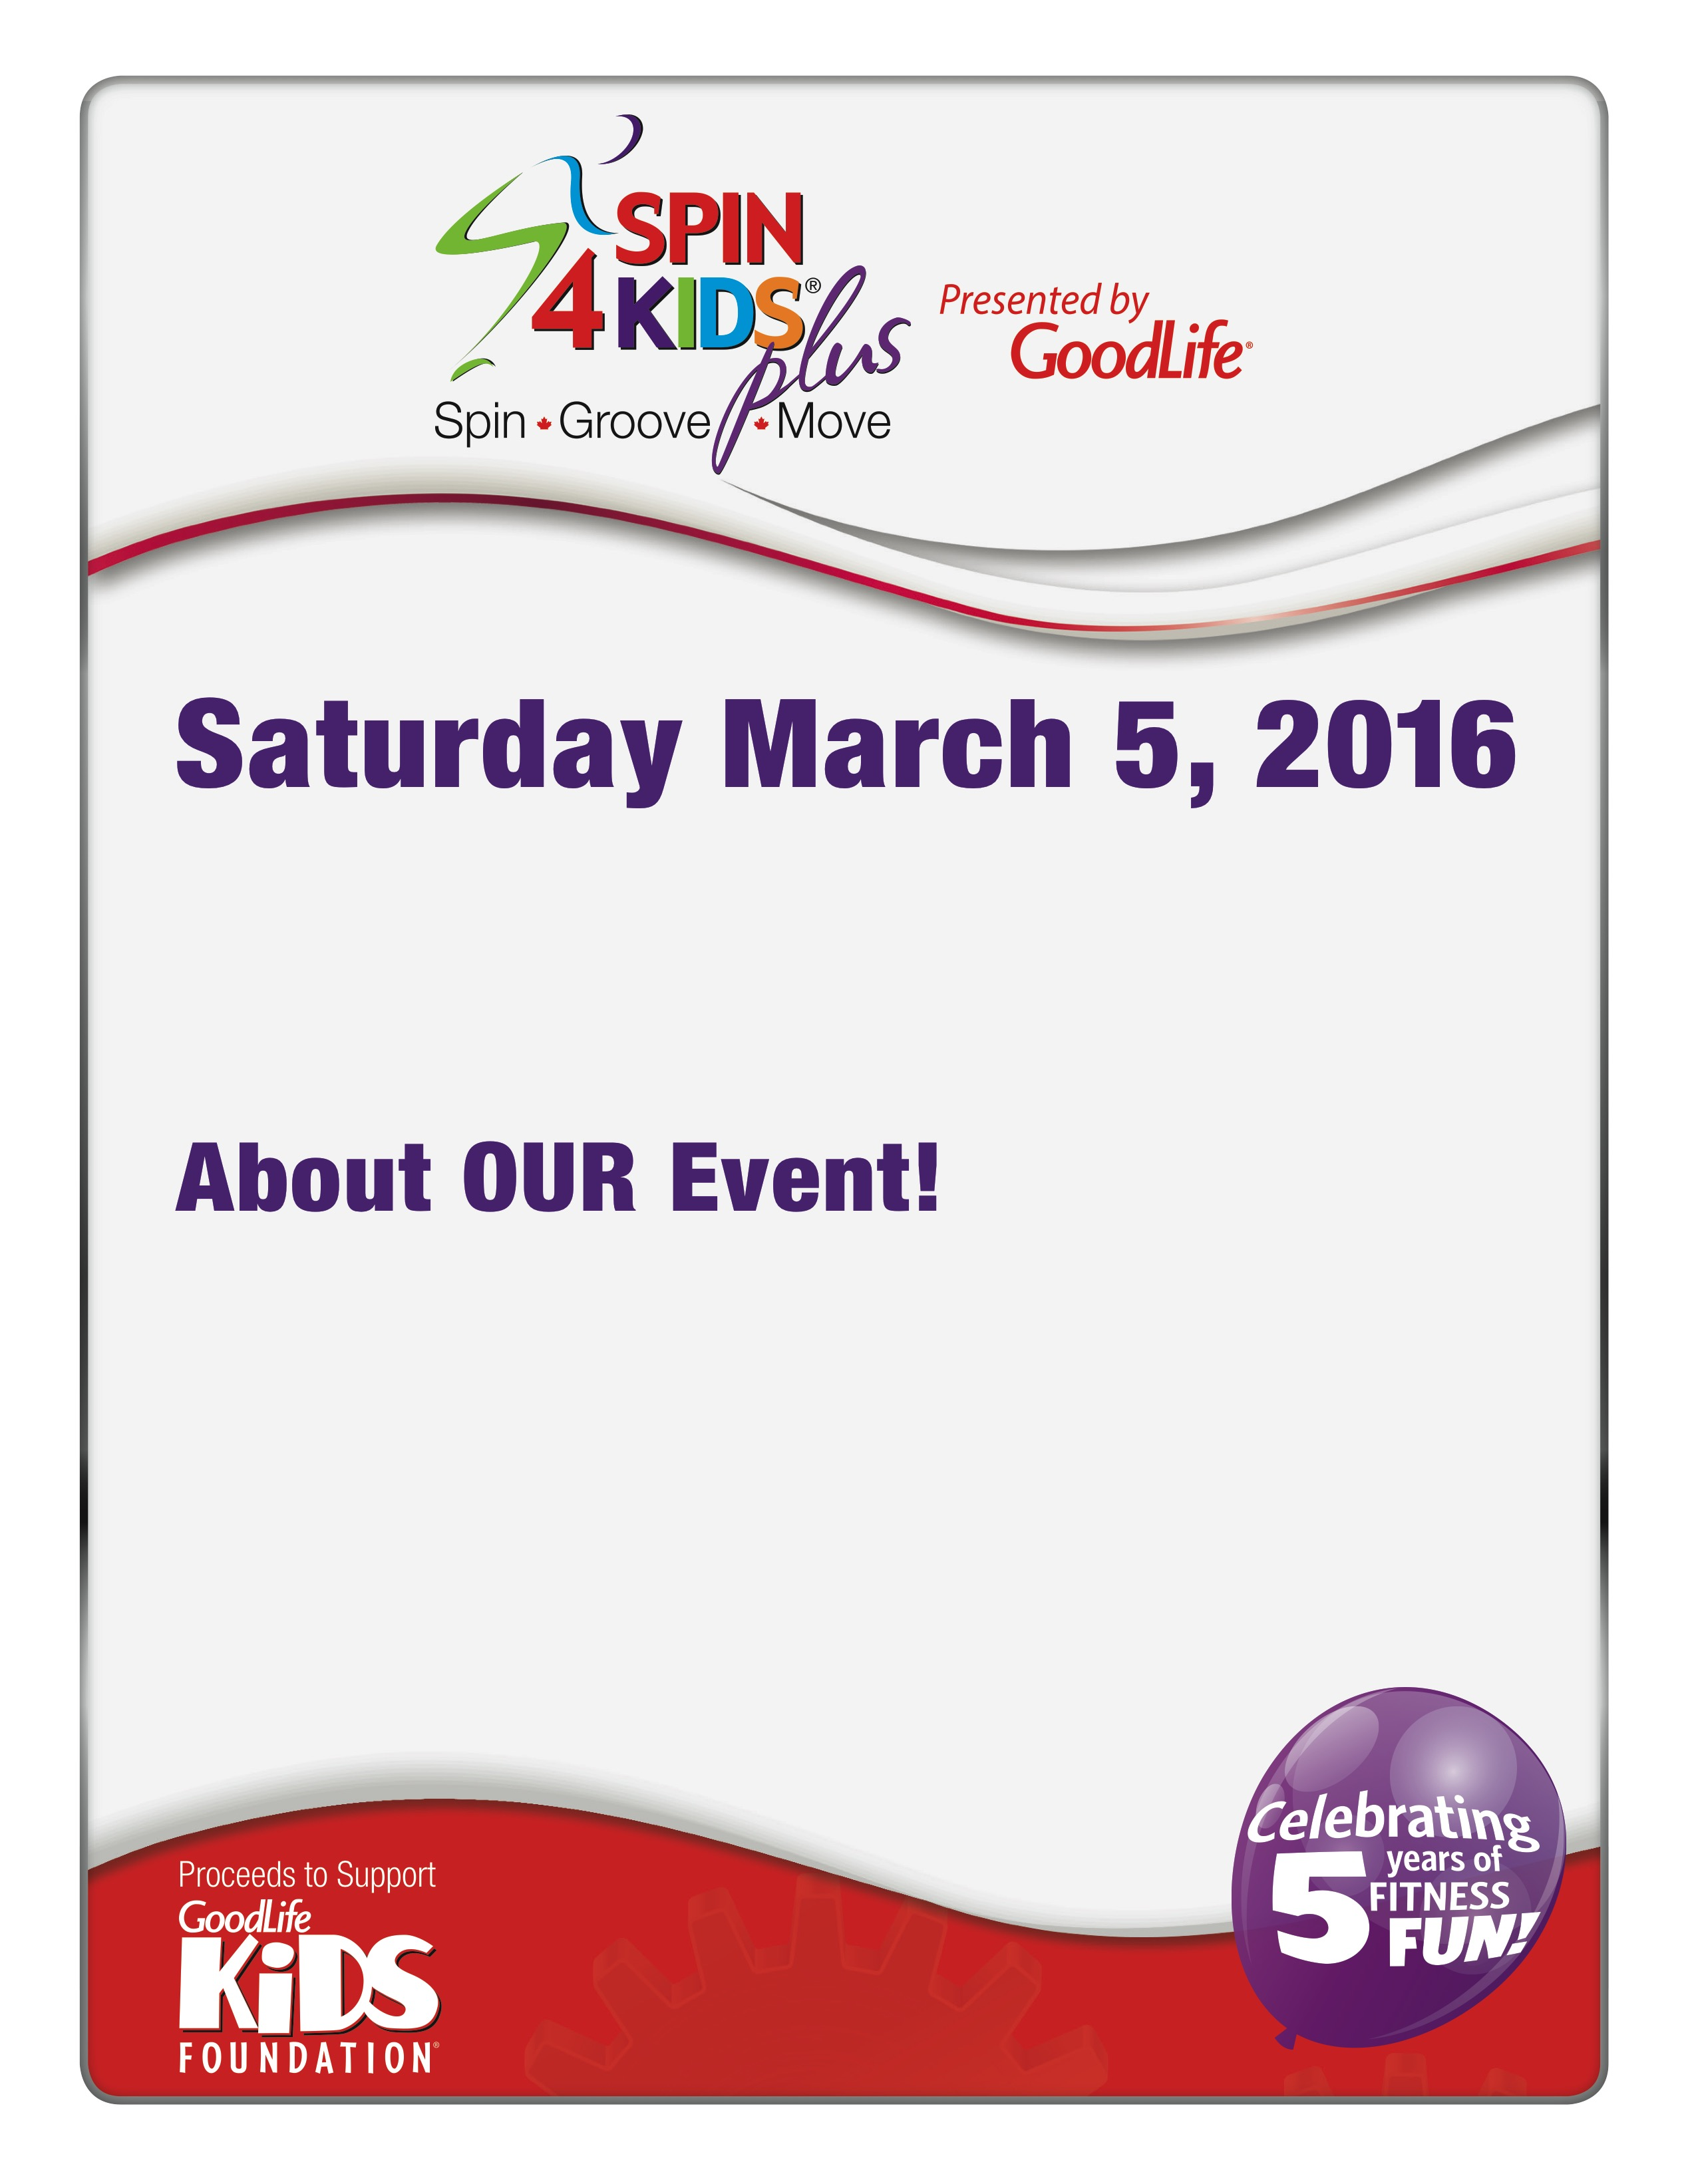 SPIN
4 KIDS® plus
Presented by
GoodLife®
Spin Groove Move
Saturday March 5, 2016
About OUR Event!
Celebrating
5 years of
FITNESS
FUN!
Proceeds to Support
GoodLife
KiDS
FOUNDATION®